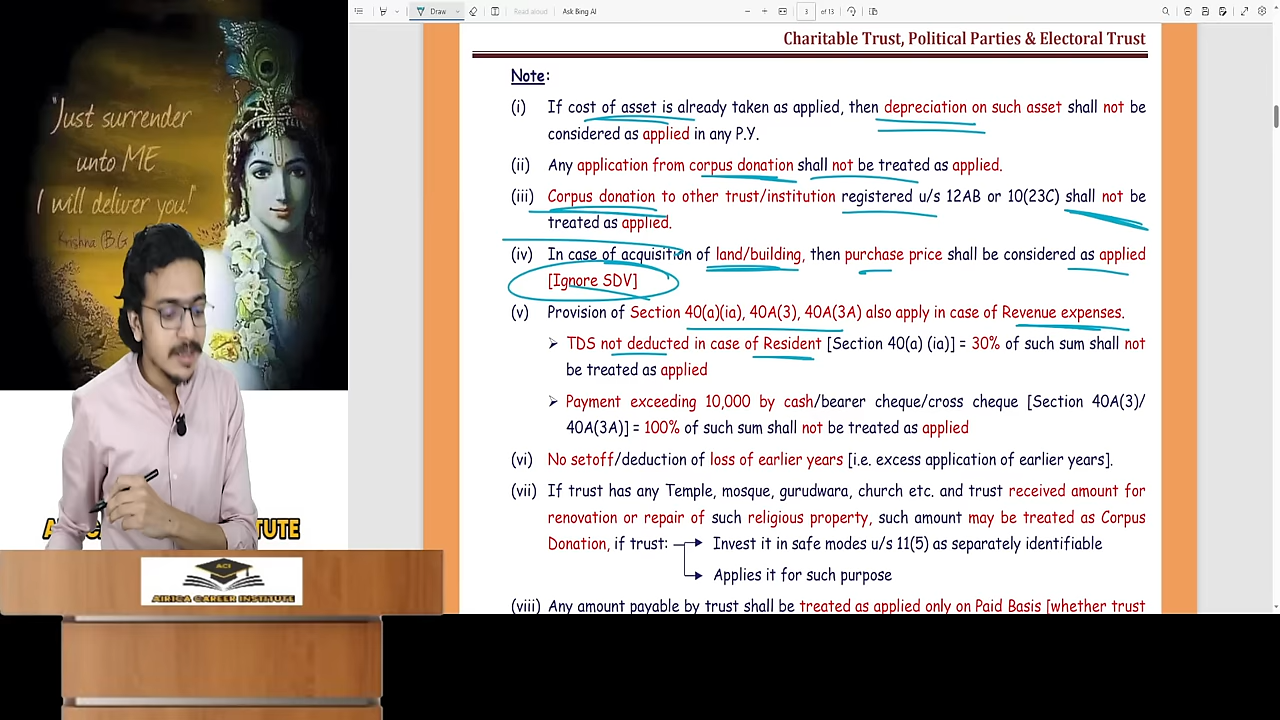 Draw
Read aloud
Ask Bing AI
3
of 13
"Just surrender
unto ME
I will deliver you!"
Krishna (B.G.
ACI
AIRICA CAREER INSTITUTE
Charitable Trust, Political Parties & Electoral Trust
Note:
(i) If cost of asset is already taken as applied, then depreciation on such asset shall not be
considered as applied in any P.Y.
(ii) Any application from corpus donation shall not be treated as applied.
(iii) Corpus donation to other trust/institution registered u/s 12AB or 10(23C) shall not be
treated as applied.
(iv) In case of acquisition of land/building, then purchase price shall be considered as applied
[Ignore SDV]
(v) Provision of Section 40(a)(ia), 40A(3), 40A(3A) also apply in case of Revenue expenses.
➢ TDS not deducted in case of Resident [Section 40(a) (ia)] = 30% of such sum shall not
be treated as applied
➢ Payment exceeding 10,000 by cash/bearer cheque/cross cheque [Section 40A(3)/
40A(3A)] = 100% of such sum shall not be treated as applied
(vi) No setoff/deduction of loss of earlier years [i.e. excess application of earlier years].
(vii) If trust has any Temple, mosque, gurudwara, church etc. and trust received amount for
renovation or repair of such religious property, such amount may be treated as Corpus
Donation, if trust: Invest it in safe modes u/s 11(5) as separately identifiable
Applies it for such purpose
(viii) Any amount payable by trust shall be treated as applied only on Paid Basis [whether trust